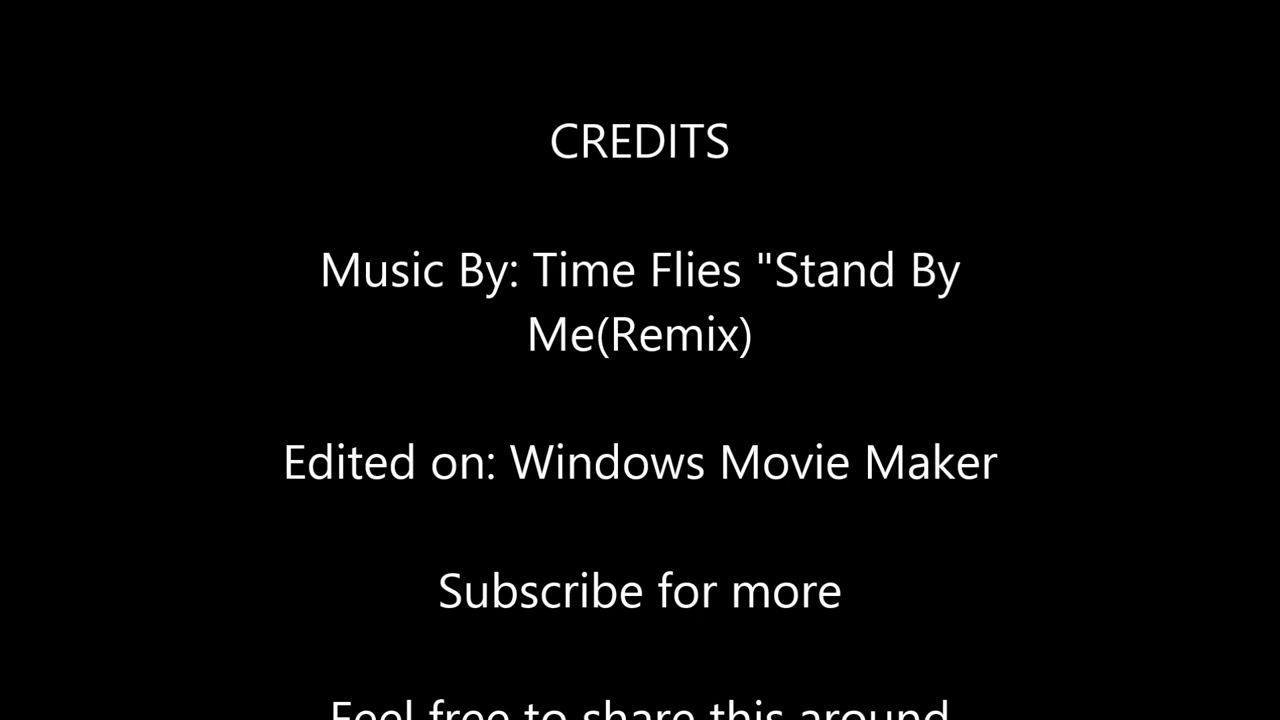 CREDITS
Music By: Time Flies "Stand By
Me(Remix)
Edited on: Windows Movie Maker
Subscribe for more
Feel free to share this around